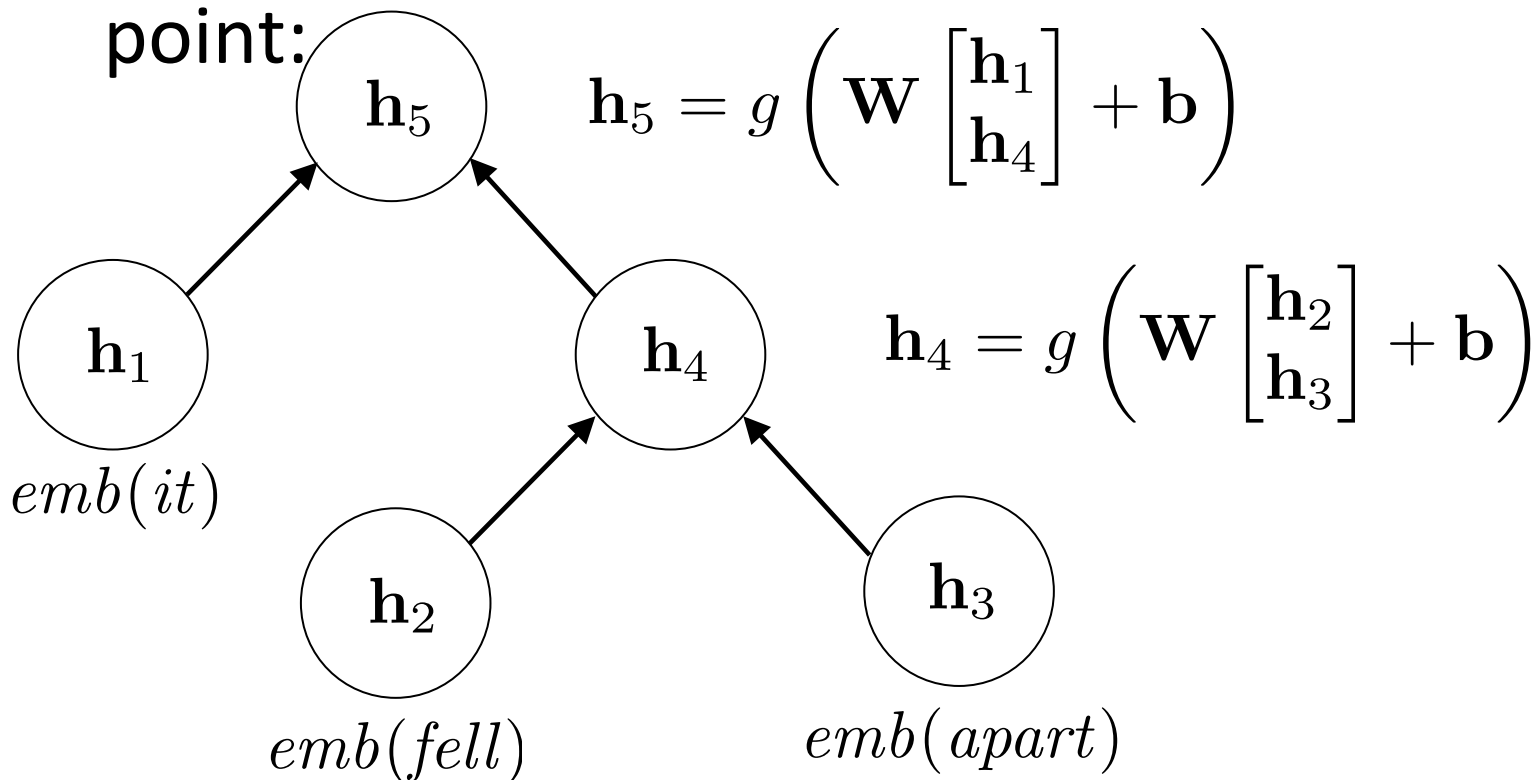 point:
h₅
h₅ = g(W [h₁ h₄] + b)
h₁
h₄
h₄ = g(W [h₂ h₃] + b)
emb(it)
h₂
h₃
emb(fell)
emb(apart)